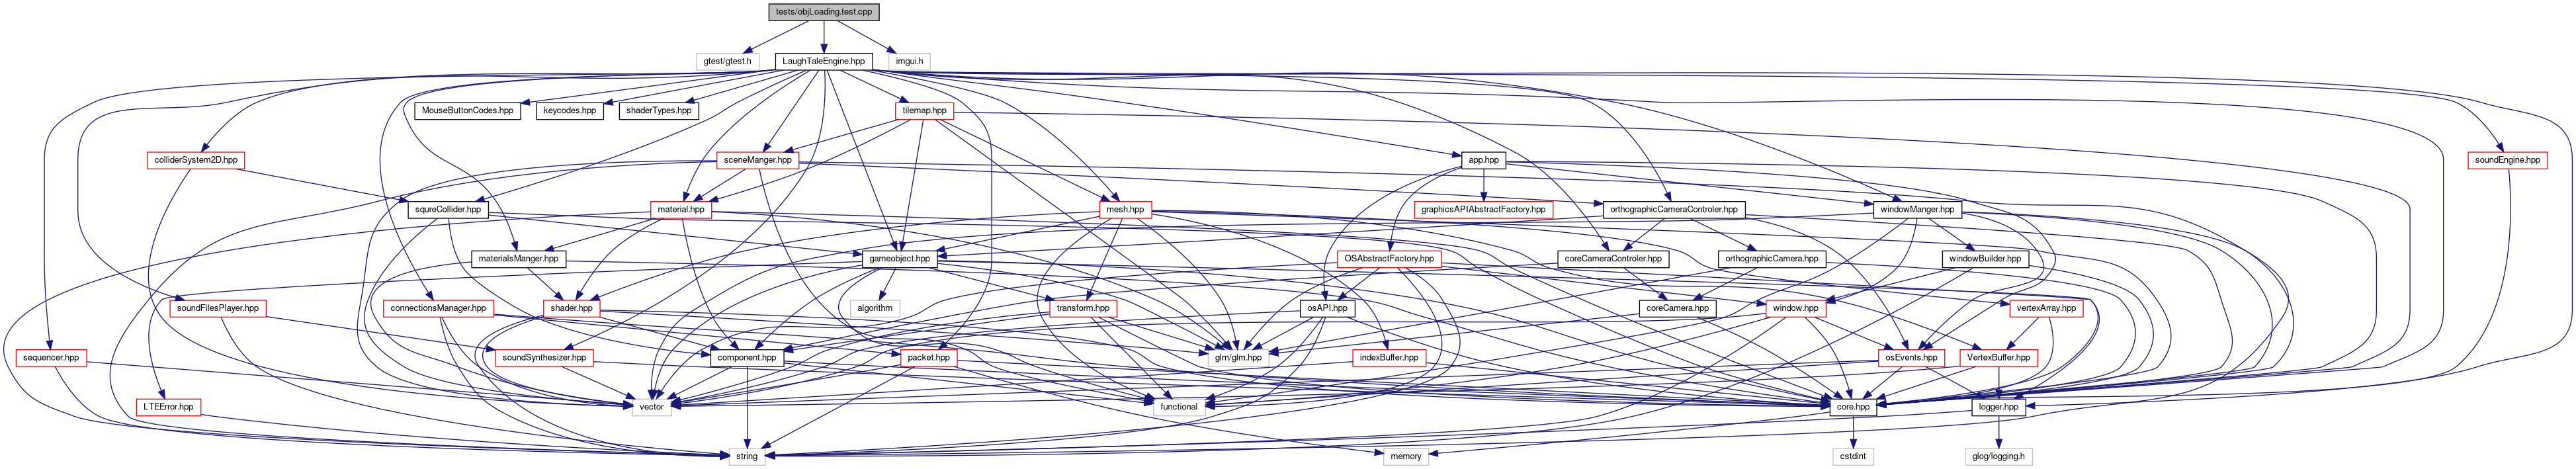 tests/objLoading.test.cpp
gtest/gtest.h
LaughTaleEngine.hpp
imgui.h
MouseButtonCodes.hpp
keycodes.hpp
shaderTypes.hpp
tilemap.hpp
colliderSystem2D.hpp
sceneManger.hpp
app.hpp
soundEngine.hpp
squreCollider.hpp
material.hpp
mesh.hpp
graphicsAPIAbstractFactory.hpp
orthographicCameraControler.hpp
windowManger.hpp
materialsManger.hpp
gameobject.hpp
OSAbstractFactory.hpp
coreCameraControler.hpp
orthographicCamera.hpp
windowBuilder.hpp
soundFilesPlayer.hpp
connectionsManager.hpp
shader.hpp
algorithm
transform.hpp
osAPI.hpp
coreCamera.hpp
window.hpp
vertexArray.hpp
sequencer.hpp
soundSynthesizer.hpp
component.hpp
packet.hpp
glm/glm.hpp
indexBuffer.hpp
osEvents.hpp
VertexBuffer.hpp
LTEError.hpp
vector
functional
core.hpp
logger.hpp
string
memory
cstdint
glog/logging.h